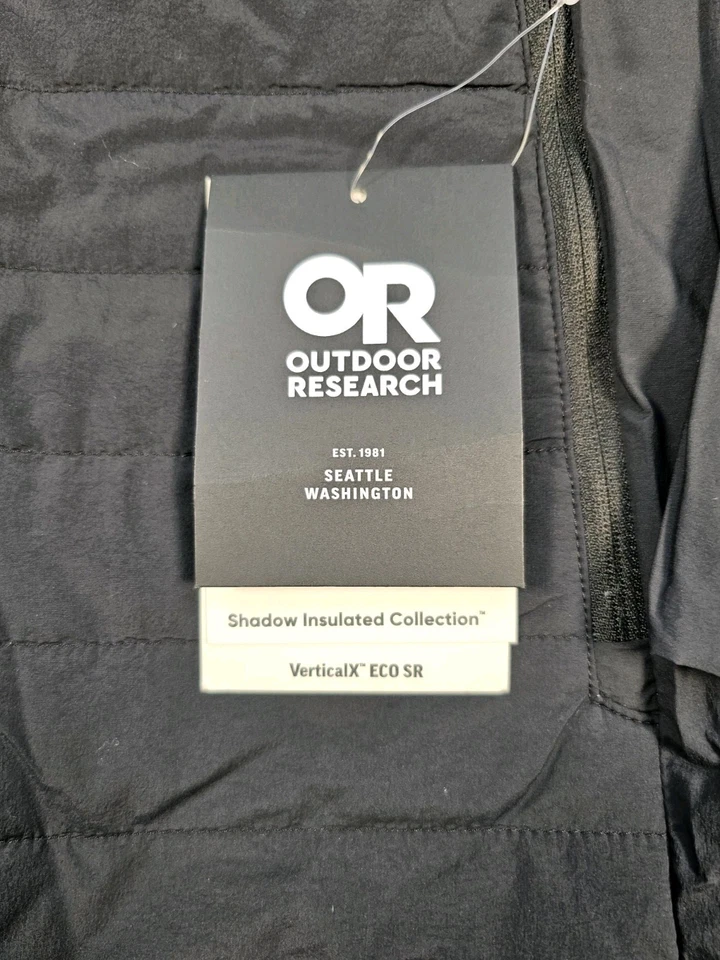 OR
OUTDOOR
RESEARCH
EST. 1981
SEATTLE
WASHINGTON
Shadow Insulated Collection™
VerticalX™ ECO SR